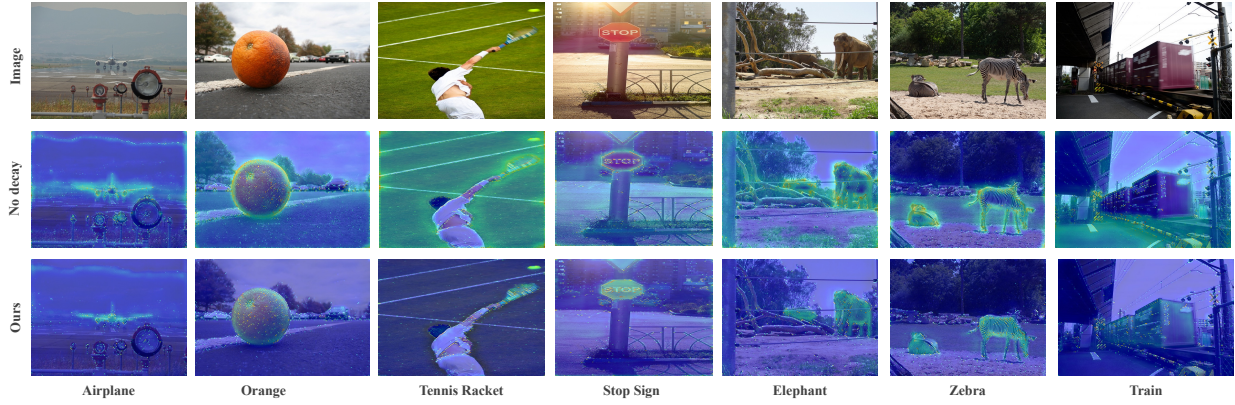 Image
STOP
No decay
STOP
Ours
STOP
Airplane Orange Tennis Racket Stop Sign Elephant Zebra Train